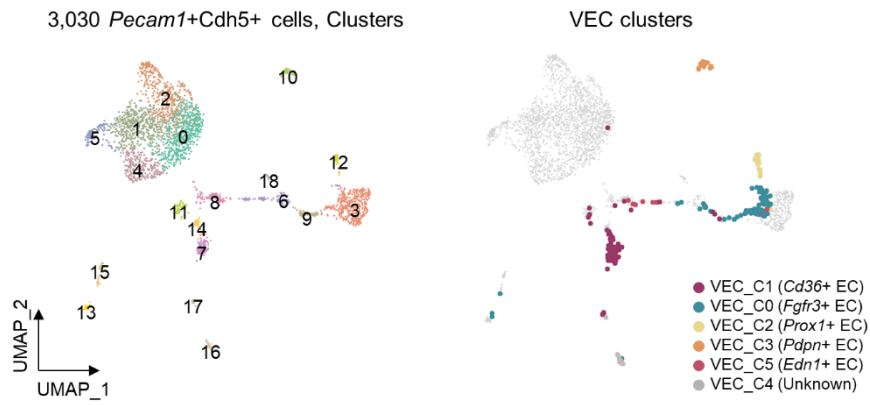 3,030 Pecam1+Cdh5+ cells, Clusters
VEC clusters
10
2
5
1
0
4
12
18
8
6
3
11
9
14
7
15
13
17
16
UMAP_2
UMAP_1
VEC_C1 (Cd36+ EC)
VEC_C0 (Fgfr3+ EC)
VEC_C2 (Prox1+ EC)
VEC_C3 (Pdpn+ EC)
VEC_C5 (Edn1+ EC)
VEC_C4 (Unknown)